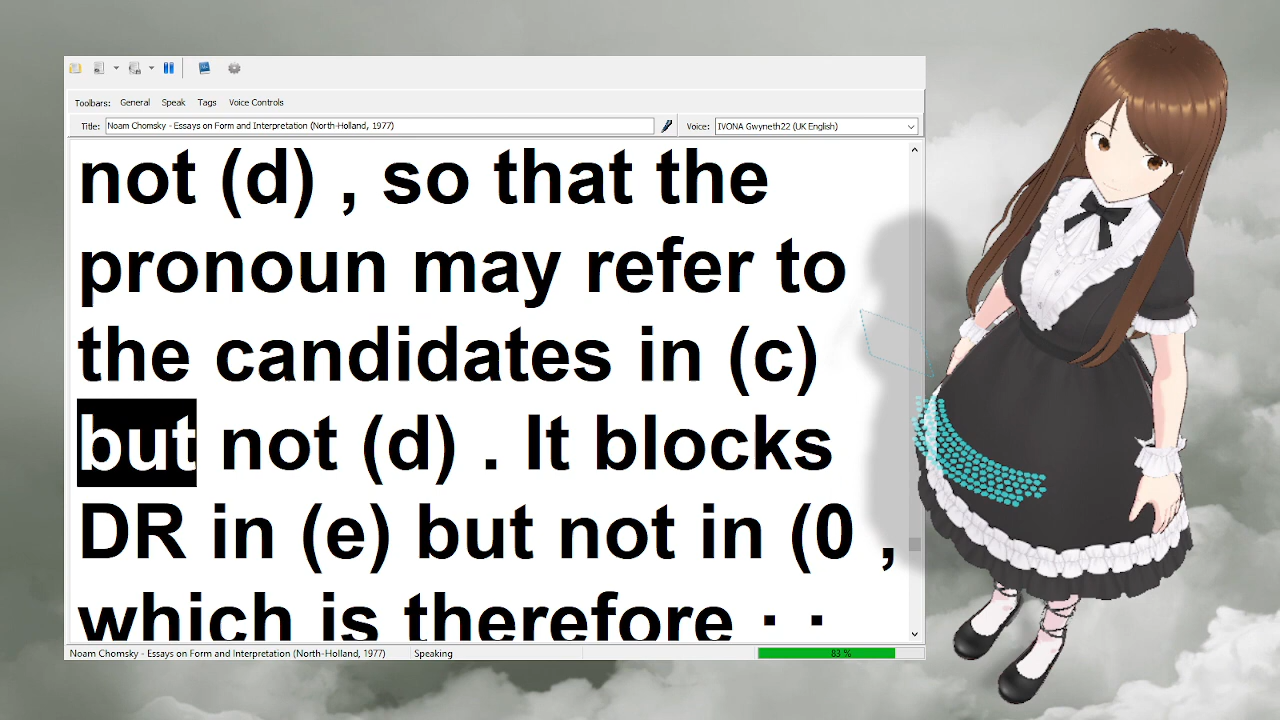 Toolbars: General Speak Tags Voice Controls
Title: Noam Chomsky - Essays on Form and Interpretation (North-Holland, 1977) Voice: IVONA Gwyneth22 (UK English)
not (d) , so that the
pronoun may refer to
the candidates in (c)
but not (d) . It blocks
DR in (e) but not in (0 ,
which is therefore · ·
Noam Chomsky - Essays on Form and Interpretation (North-Holland, 1977) Speaking 83 %